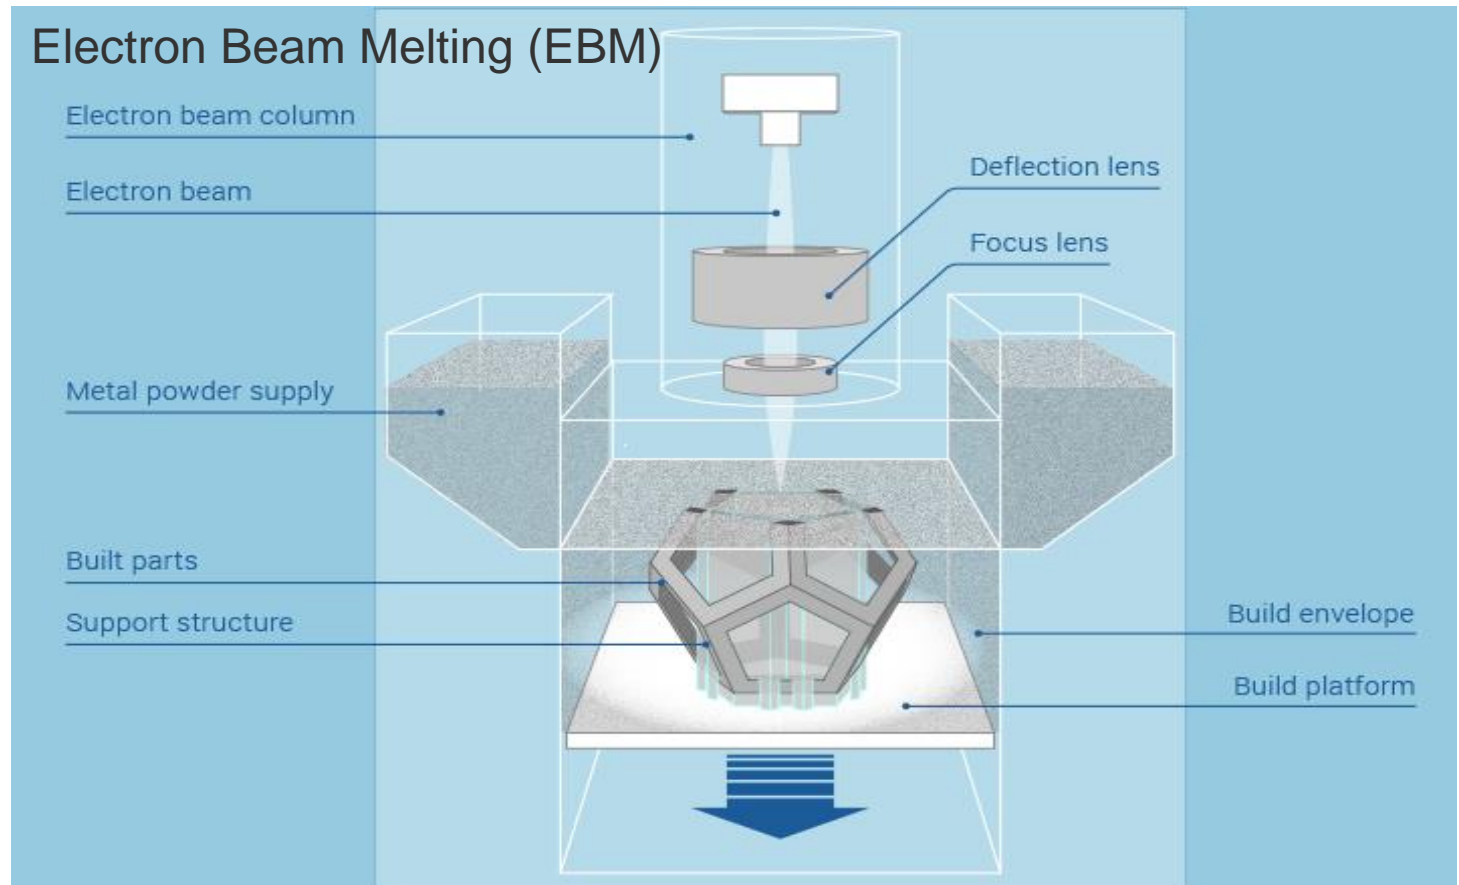 Electron Beam Melting (EBM)
Electron beam column
Electron beam
Deflection lens
Focus lens
Metal powder supply
Built parts
Support structure
Build envelope
Build platform